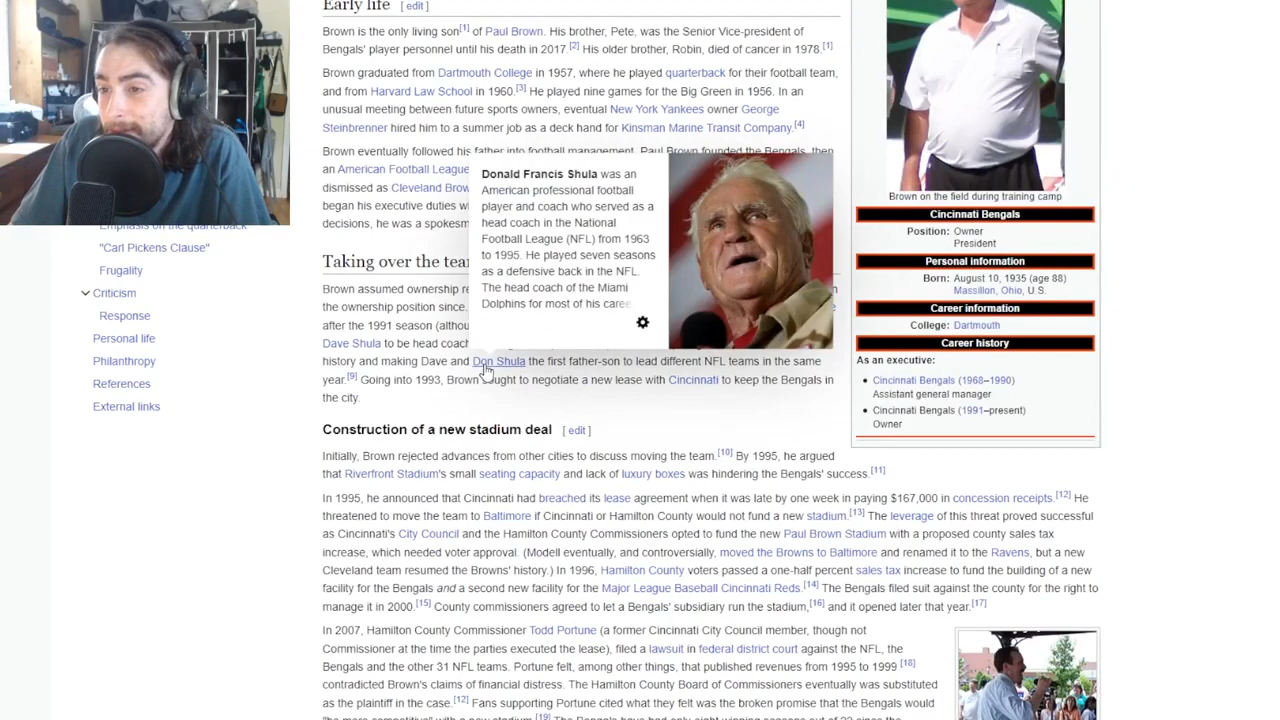 Early life [ edit ]
Brown is the only living son[1] of Paul Brown. His brother, Pete, was the Senior Vice-president of
Bengals' player personnel until his death in 2017.[2] His older brother, Robin, died of cancer in 1978.[1]
Brown graduated from Dartmouth College in 1957, where he played quarterback for their football team,
and from Harvard Law School in 1960.[3] He played nine games for the Big Green in 1956. In an
unusual meeting between future sports owners, eventual New York Yankees owner George
Steinbrenner hired him to a summer job as a deck hand for Kinsman Marine Transit Company.[4]
Brown eventually followed his father into football management. Paul Brown founded the Bengals, then
an American Football League
dismissed as Cleveland Brow
began his executive duties w
decisions, he was a spokesm
Donald Francis Shula was an
American professional football
player and coach who served as a
head coach in the National
Football League (NFL) from 1963
to 1995. He played seven seasons
as a defensive back in the NFL.
The head coach of the Miami
Dolphins for most of his caree
Taking over the tea
Brown assumed ownership re
the ownership position since.
after the 1991 season (althou
Dave Shula to be head coach
history and making Dave and Don Shula the first father-son to lead different NFL teams in the same
year.[9] Going into 1993, Brown sought to negotiate a new lease with Cincinnati to keep the Bengals in
the city.
Construction of a new stadium deal [ edit ]
Initially, Brown rejected advances from other cities to discuss moving the team.[10] By 1995, he argued
that Riverfront Stadium's small seating capacity and lack of luxury boxes was hindering the Bengals' success.[11]
In 1995, he announced that Cincinnati had breached its lease agreement when it was late by one week in paying $167,000 in concession receipts.[12] He
threatened to move the team to Baltimore if Cincinnati or Hamilton County would not fund a new stadium.[13] The leverage of this threat proved successful
as Cincinnati's City Council and the Hamilton County Commissioners opted to fund the new Paul Brown Stadium with a proposed county sales tax
increase, which needed voter approval. (Modell eventually, and controversially, moved the Browns to Baltimore and renamed it to the Ravens, but a new
Cleveland team resumed the Browns' history.) In 1996, Hamilton County voters passed a one-half percent sales tax increase to fund the building of a new
facility for the Bengals and a second new facility for the Major League Baseball Cincinnati Reds.[14] The Bengals filed suit against the county for the right to
manage it in 2000.[15] County commissioners agreed to let a Bengals' subsidiary run the stadium,[16] and it opened later that year.[17]
In 2007, Hamilton County Commissioner Todd Portune (a former Cincinnati City Council member, though not
Commissioner at the time the parties executed the lease), filed a lawsuit in federal district court against the NFL, the
Bengals and the other 31 NFL teams. Portune felt, among other things, that published revenues from 1995 to 1999 [18]
contradicted Brown's claims of financial distress. The Hamilton County Board of Commissioners eventually was substituted
as the plaintiff in the case.[12] Fans supporting Portune cited what they felt was the broken promise that the Bengals would
"be more competitive" with a new stadium.[19] The Bengals have had only eight winning seasons out of 22 since the
Emphasis on the quarterback
"Carl Pickens Clause"
Frugality
Criticism
Response
Personal life
Philanthropy
References
External links
Brown on the field during training camp
Cincinnati Bengals
Position: Owner
President
Personal information
Born: August 10, 1935 (age 88)
Massillon, Ohio, U.S.
Career information
College: Dartmouth
Career history
As an executive:
• Cincinnati Bengals (1968–1990)
Assistant general manager
• Cincinnati Bengals (1991–present)
Owner